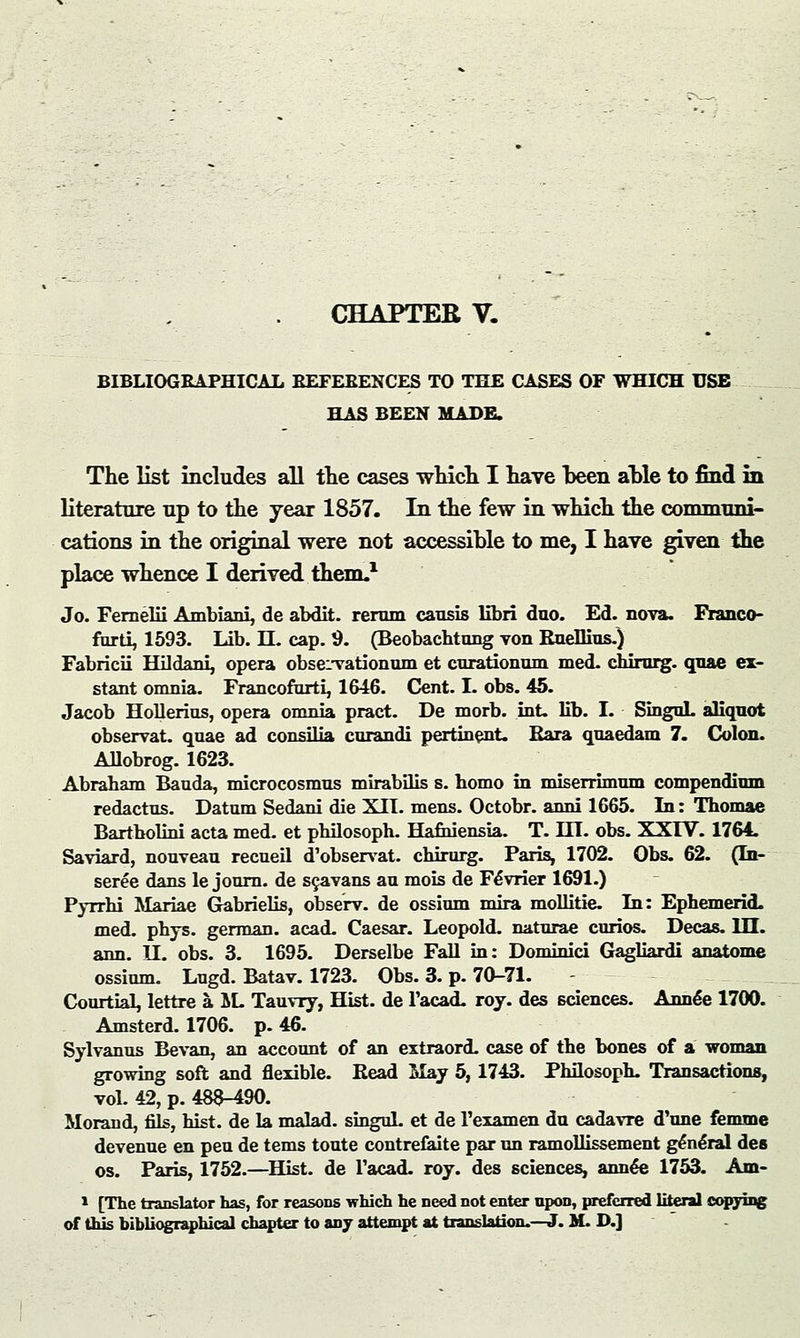 CHAPTER V.
BIBLIOGRAPHICAL REFERENCES TO THE CASES OF WHICH USE
HAS BEEN MADE.
The list includes all the cases which I have been able to find in
literature up to the year 1857. In the few in which the communi-
cations in the original were not accessible to me, I have given the
place whence I derived them.¹
Jo. Fernelii Ambiani, de abdit. rerum causis libri duo. Ed. nova. Franco-
furti, 1593. Lib. II. cap. 9. (Beobachtung von Ruellius.)
Fabricii Hildani, opera observationum et curationum med. chirurg. quae ex-
stant omnia. Francofurti, 1646. Cent. I. obs. 45.
Jacob Hollerius, opera omnia pract. De morb. int. lib. I. Singul. aliquot
observat. quae ad consilia curandi pertinent. Rara quaedam 7. Colon.
Allobrog. 1623.
Abraham Bauda, microcosmus mirabilis s. homo in miserrimum compendium
redactus. Datum Sedani die XII. mens. Octobr. anni 1665. In: Thomae
Bartholini acta med. et philosoph. Hafniensia. T. III. obs. XXIV. 1764.
Saviard, nouveau recueil d'observat. chirurg. Paris, 1702. Obs. 62. (In-
serée dans le journ. de sçavans au mois de Février 1691.)
Pyrrhi Mariae Gabrielis, observ. de ossium mira mollitie. In: Ephemerid.
med. phys. german. acad. Caesar. Leopold. naturae curios. Decas. III.
ann. II. obs. 3. 1695. Derselbe Fall in: Dominici Gagliardi anatome
ossium. Lugd. Batav. 1723. Obs. 3. p. 70-71.
Courtial, lettre à M. Tauvry, Hist. de l'acad. roy. des sciences. Année 1700.
Amsterd. 1706. p. 46.
Sylvanus Bevan, an account of an extraord. case of the bones of a woman
growing soft and flexible. Read May 5, 1743. Philosoph. Transactions,
vol. 42, p. 488-490.
Morand, fils, hist. de la malad. singul. et de l'examen du cadavre d'une femme
devenue en peu de tems toute contrefaite par un ramollissement général des
os. Paris, 1752.—Hist. de l'acad. roy. des sciences, année 1753. Am-
¹ [The translator has, for reasons which he need not enter upon, preferred literal copying
of this bibliographical chapter to any attempt at translation.—J. M. D.]